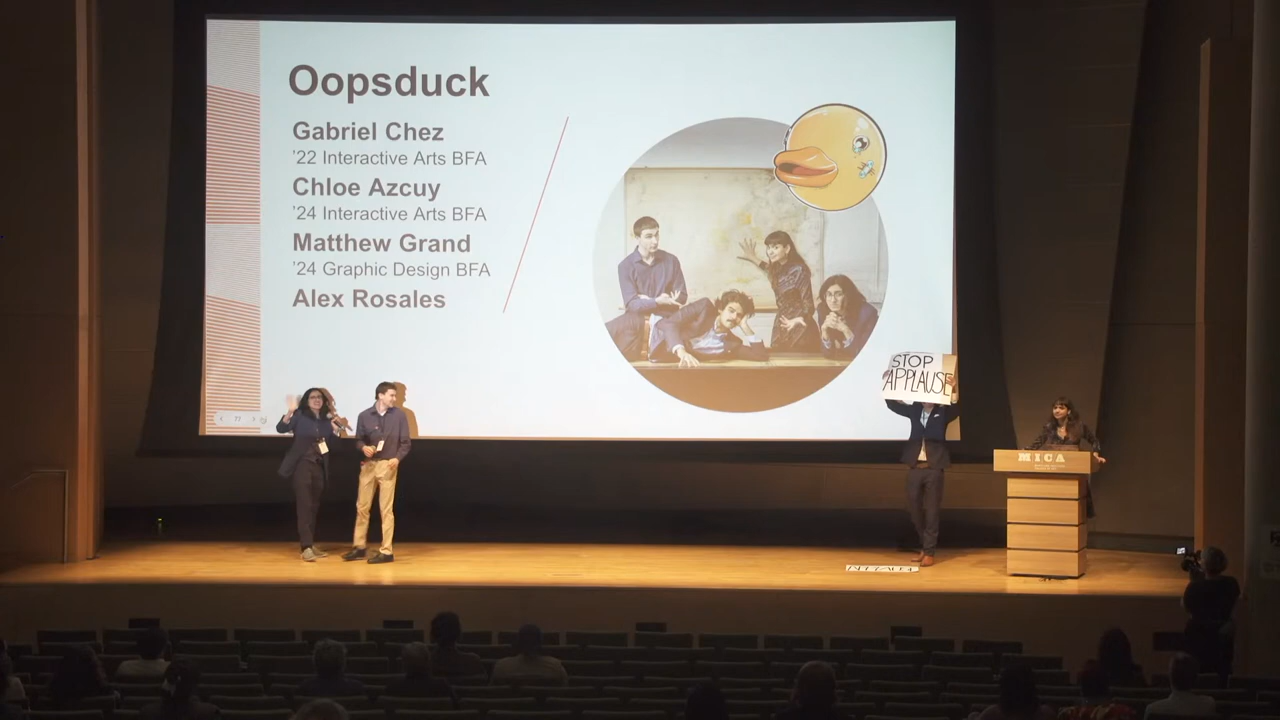 Oopsduck
Gabriel Chez
'22 Interactive Arts BFA
Chloe Azcuy
'24 Interactive Arts BFA
Matthew Grand
'24 Graphic Design BFA
Alex Rosales
STOP
APPLAUSE
MICA